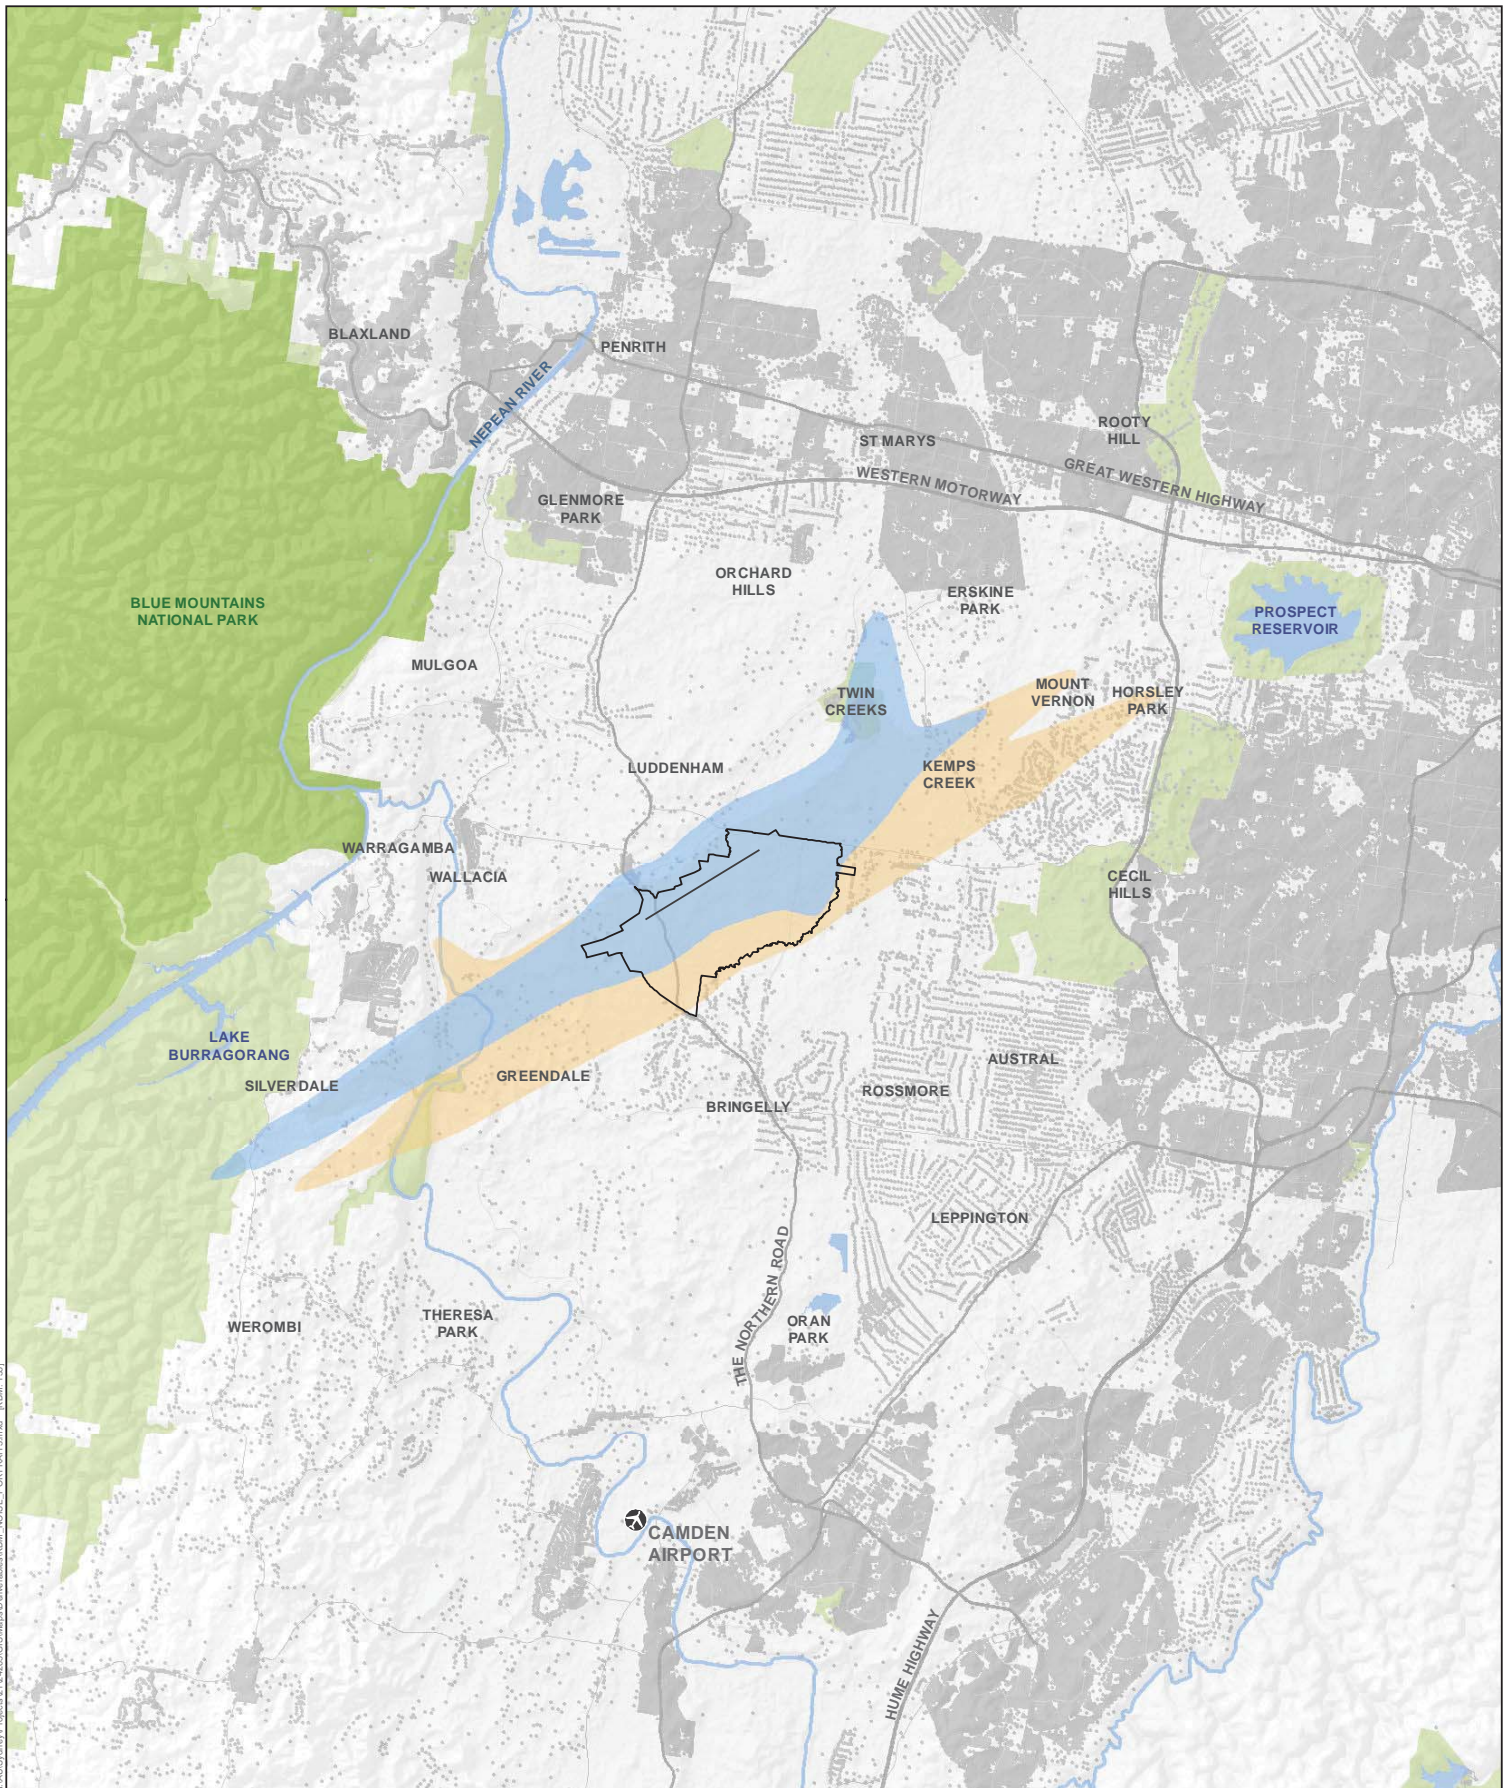 BLAXLAND
PENRITH
NEPEAN RIVER
ROOTY
HILL
ST MARYS
GREAT WESTERN HIGHWAY
WESTERN MOTORWAY
GLENMORE
PARK
ORCHARD
HILLS
ERSKINE
PARK
BLUE MOUNTAINS
NATIONAL PARK
PROSPECT
RESERVOIR
MULGOA
TWIN
CREEKS
MOUNT
VERNON
HORSLEY
PARK
LUDDENHAM
KEMPS
CREEK
WARRAGAMBA
WALLACIA
CECIL
HILLS
LAKE
BURRAGORANG
SILVERDALE
GREENDALE
AUSTRAL
ROSSMORE
BRINGELLY
LEPPINGTON
THE NORTHERN ROAD
WEROMBI
THERESA
PARK
ORAN
PARK
CAMDEN
AIRPORT
HUME HIGHWAY